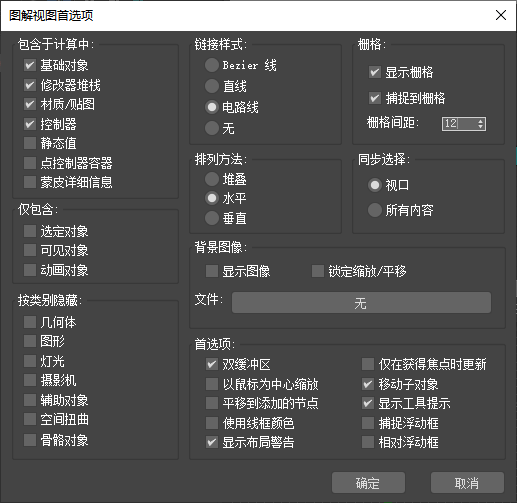 图解视图首选项
包含于计算中:
基础对象
修改器堆栈
材质/贴图
控制器
静态值
点控制器容器
蒙皮详细信息
仅包含:
选定对象
可见对象
动画对象
按类别隐藏:
几何体
图形
灯光
摄影机
辅助对象
空间扭曲
骨骼对象
链接样式:
Bezier 线
直线
电路线
无
排列方法:
堆叠
水平
垂直
栅格:
显示栅格
捕捉到栅格
栅格间距: 12
同步选择:
视口
所有内容
背景图像:
显示图像 锁定缩放/平移
文件: 无
首选项:
双缓冲区 仅在获得焦点时更新
以鼠标为中心缩放 移动子对象
平移到添加的节点 显示工具提示
使用线框颜色 捕捉浮动框
显示布局警告 相对浮动框
确定 取消